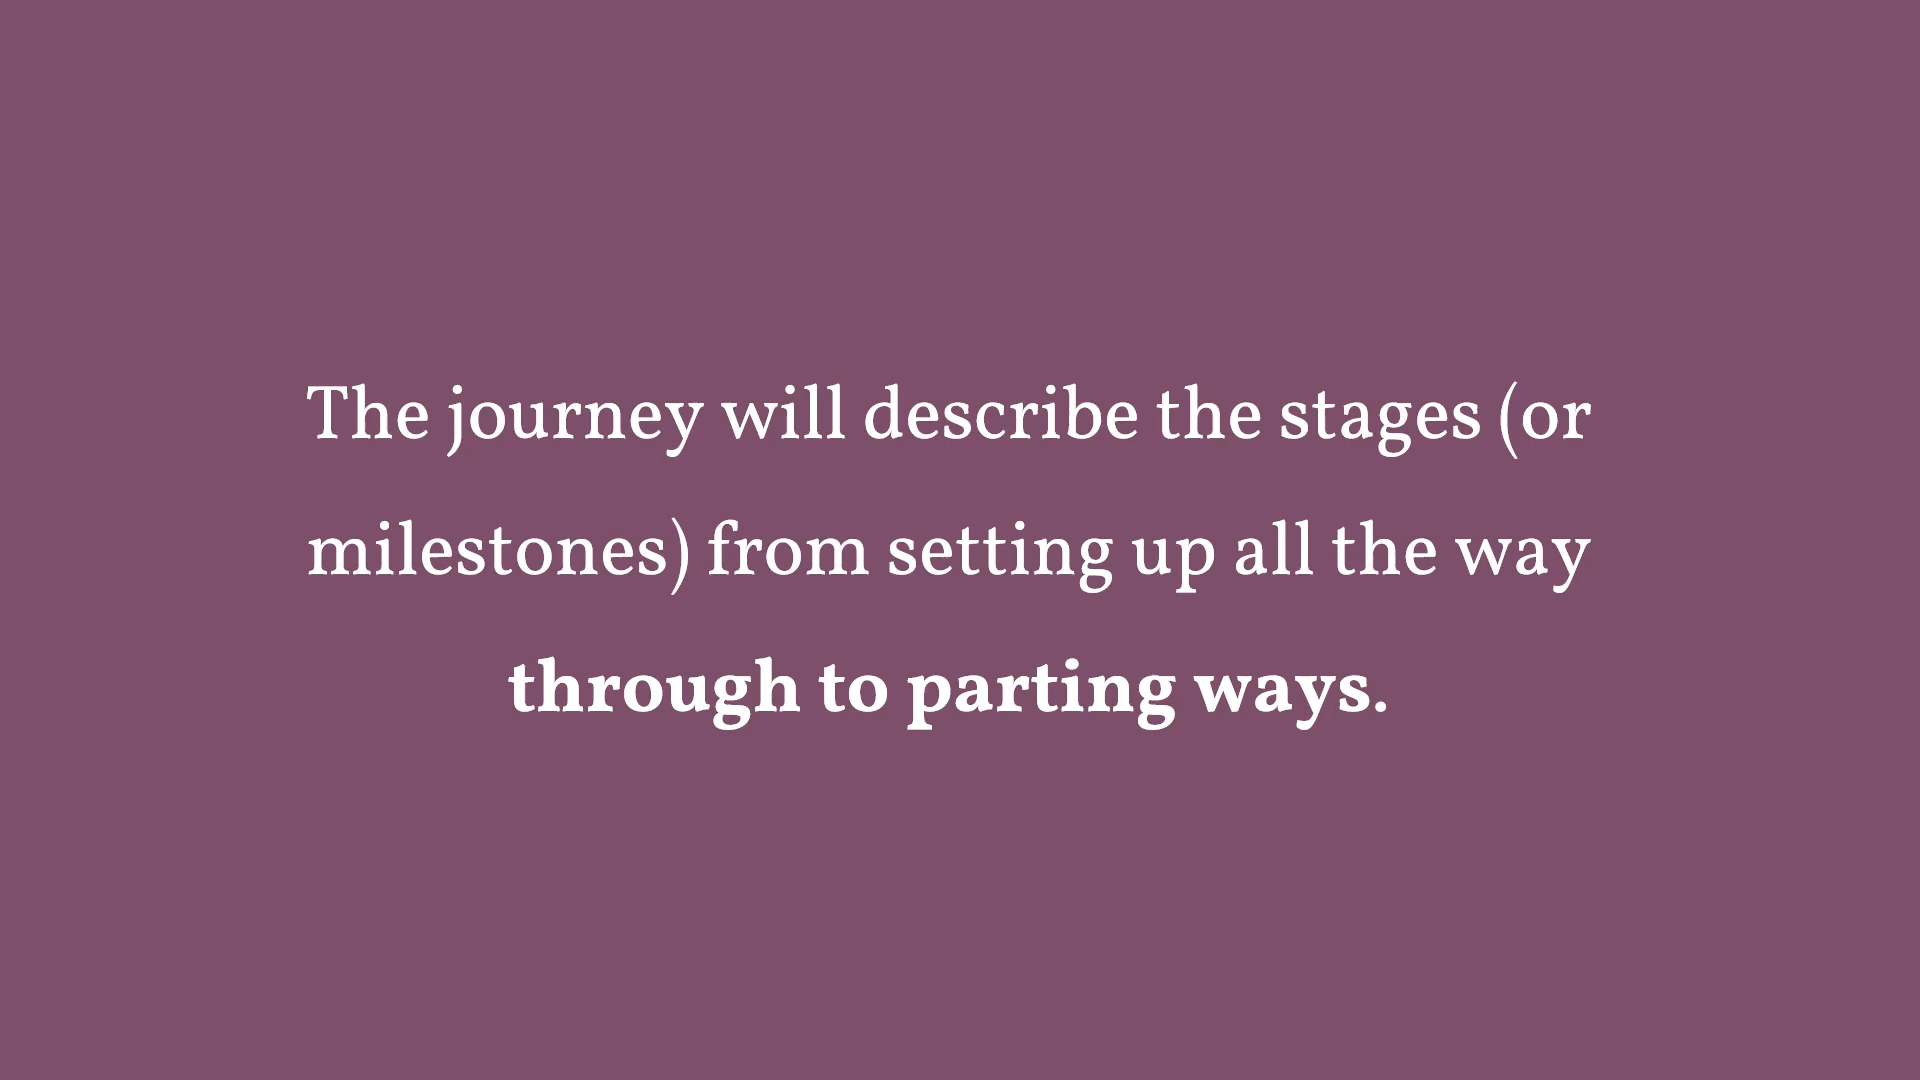 The journey will describe the stages (or
milestones) from setting up all the way
through to parting ways.